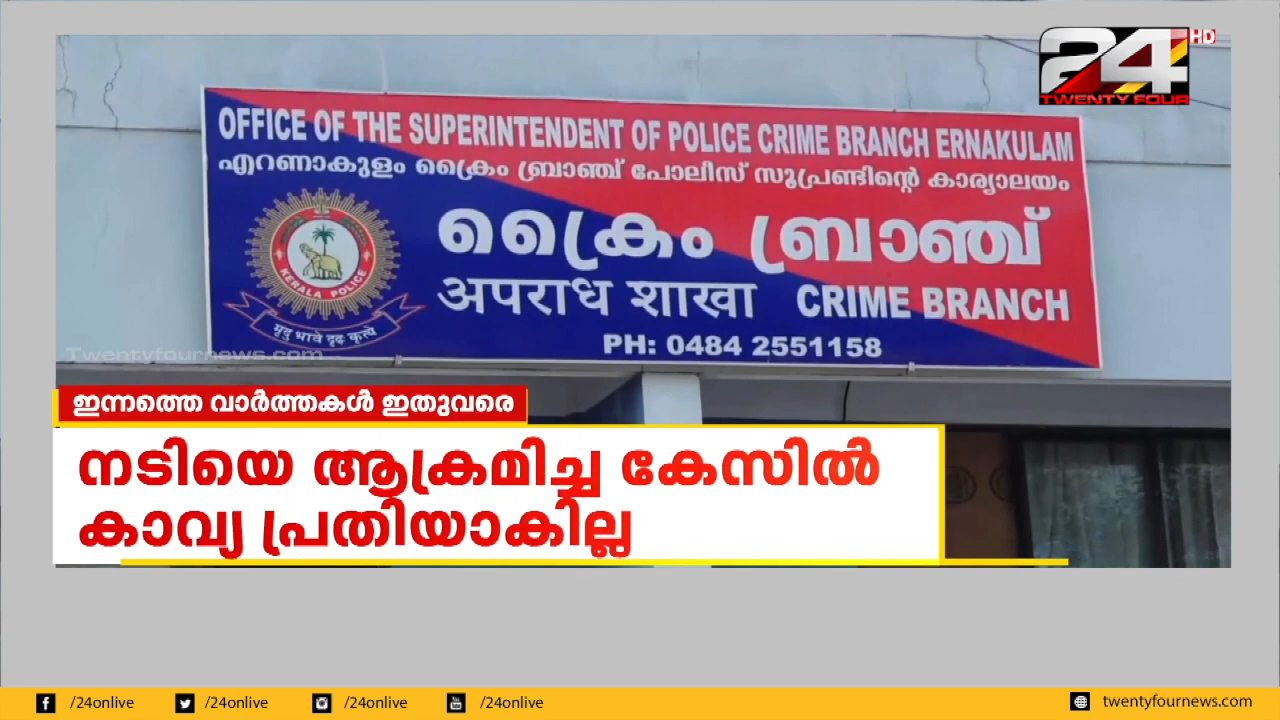 24 HD
TWENTY FOUR
OFFICE OF THE SUPERINTENDENT OF POLICE CRIME BRANCH ERNAKULAM
എറണാകുളം ക്രൈം ബ്രാഞ്ച് പോലീസ് സൂപ്രണ്ടിന്റെ കാര്യാലയം
ക്രൈം ബ്രാഞ്ച്
अपराध शाखा CRIME BRANCH
KERALA POLICE
मृदु भावे दृढ़ कृत्ये
PH: 0484 2551158
Twentyfournews.com
ഇന്നത്തെ വാർത്തകൾ ഇതുവരെ
നടിയെ ആക്രമിച്ച കേസിൽ
കാവ്യ പ്രതിയാകില്ല
/24onlive /24onlive /24onlive /24onlive twentyfournews.com